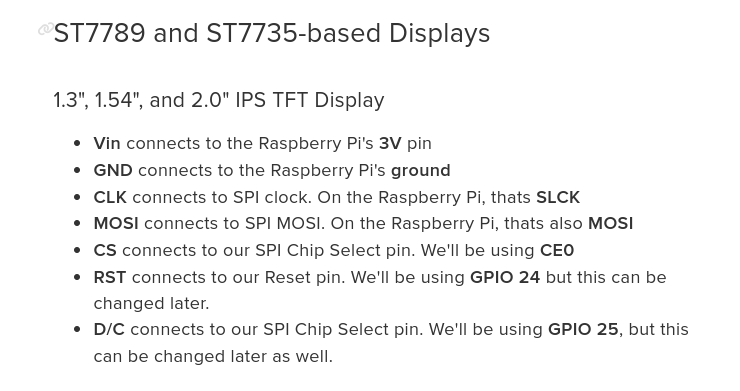 ST7789 and ST7735-based Displays
1.3", 1.54", and 2.0" IPS TFT Display
Vin connects to the Raspberry Pi's 3V pin
GND connects to the Raspberry Pi's ground
CLK connects to SPI clock. On the Raspberry Pi, thats SLCK
MOSI connects to SPI MOSI. On the Raspberry Pi, thats also MOSI
CS connects to our SPI Chip Select pin. We'll be using CE0
RST connects to our Reset pin. We'll be using GPIO 24 but this can be
changed later.
D/C connects to our SPI Chip Select pin. We'll be using GPIO 25, but this
can be changed later as well.